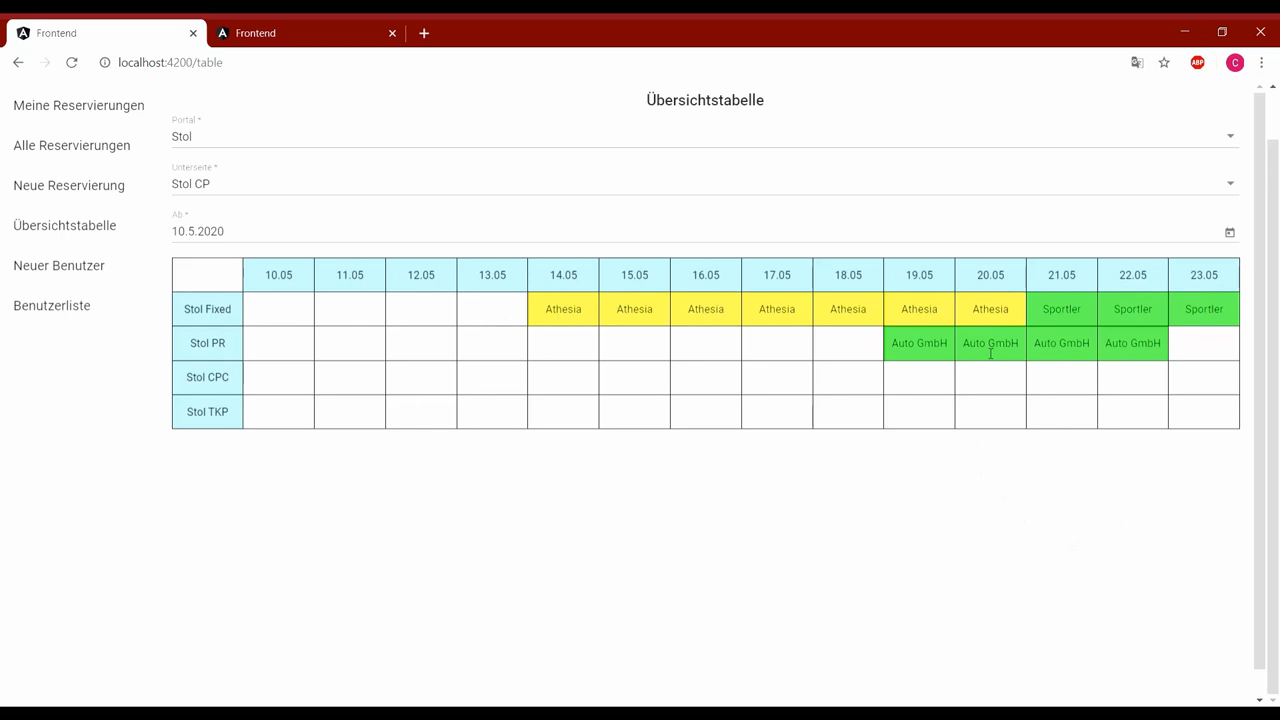 Frontend
Frontend
localhost:4200/table
ABP
C
Meine Reservierungen
Alle Reservierungen
Neue Reservierung
Übersichtstabelle
Neuer Benutzer
Benutzerliste
Übersichtstabelle
Portal *
Stol
Unterseite *
Stol CP
Ab *
10.5.2020
10.05 11.05 12.05 13.05 14.05 15.05 16.05 17.05 18.05 19.05 20.05 21.05 22.05 23.05
Stol Fixed Athesia Athesia Athesia Athesia Athesia Athesia Athesia Sportler Sportler Sportler
Stol PR Auto GmbH Auto GmbH Auto GmbH Auto GmbH
Stol CPC
Stol TKP